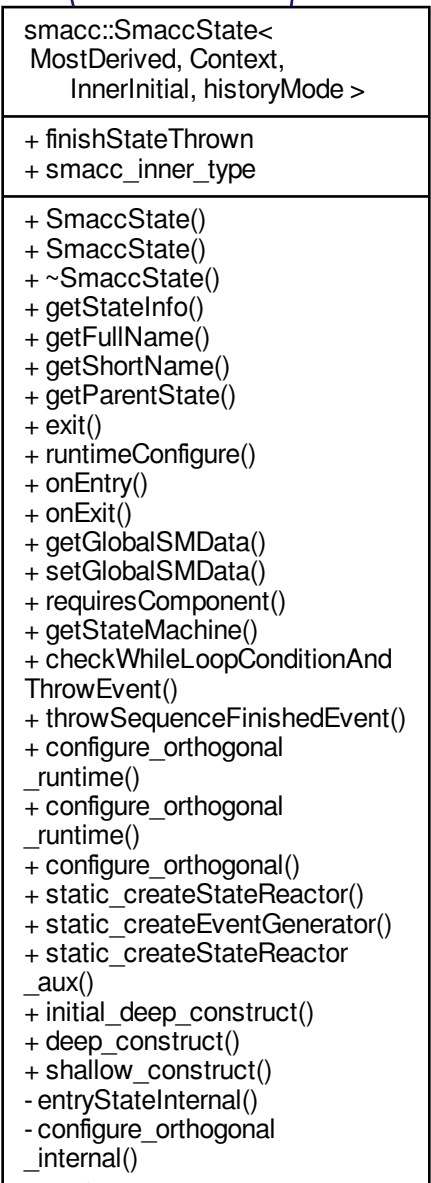 smacc::SmaccState<
MostDerived, Context,
InnerInitial, historyMode >
+ finishStateThrown
+ smacc_inner_type
+ SmaccState()
+ SmaccState()
+ ~SmaccState()
+ getStateInfo()
+ getFullName()
+ getShortName()
+ getParentState()
+ exit()
+ runtimeConfigure()
+ onEntry()
+ onExit()
+ getGlobalSMData()
+ setGlobalSMData()
+ requiresComponent()
+ getStateMachine()
+ checkWhileLoopConditionAnd
ThrowEvent()
+ throwSequenceFinishedEvent()
+ configure_orthogonal
_runtime()
+ configure_orthogonal
_runtime()
+ configure_orthogonal()
+ static_createStateReactor()
+ static_createEventGenerator()
+ static_createStateReactor
_aux()
+ initial_deep_construct()
+ deep_construct()
+ shallow_construct()
- entryStateInternal()
- configure_orthogonal
_internal()